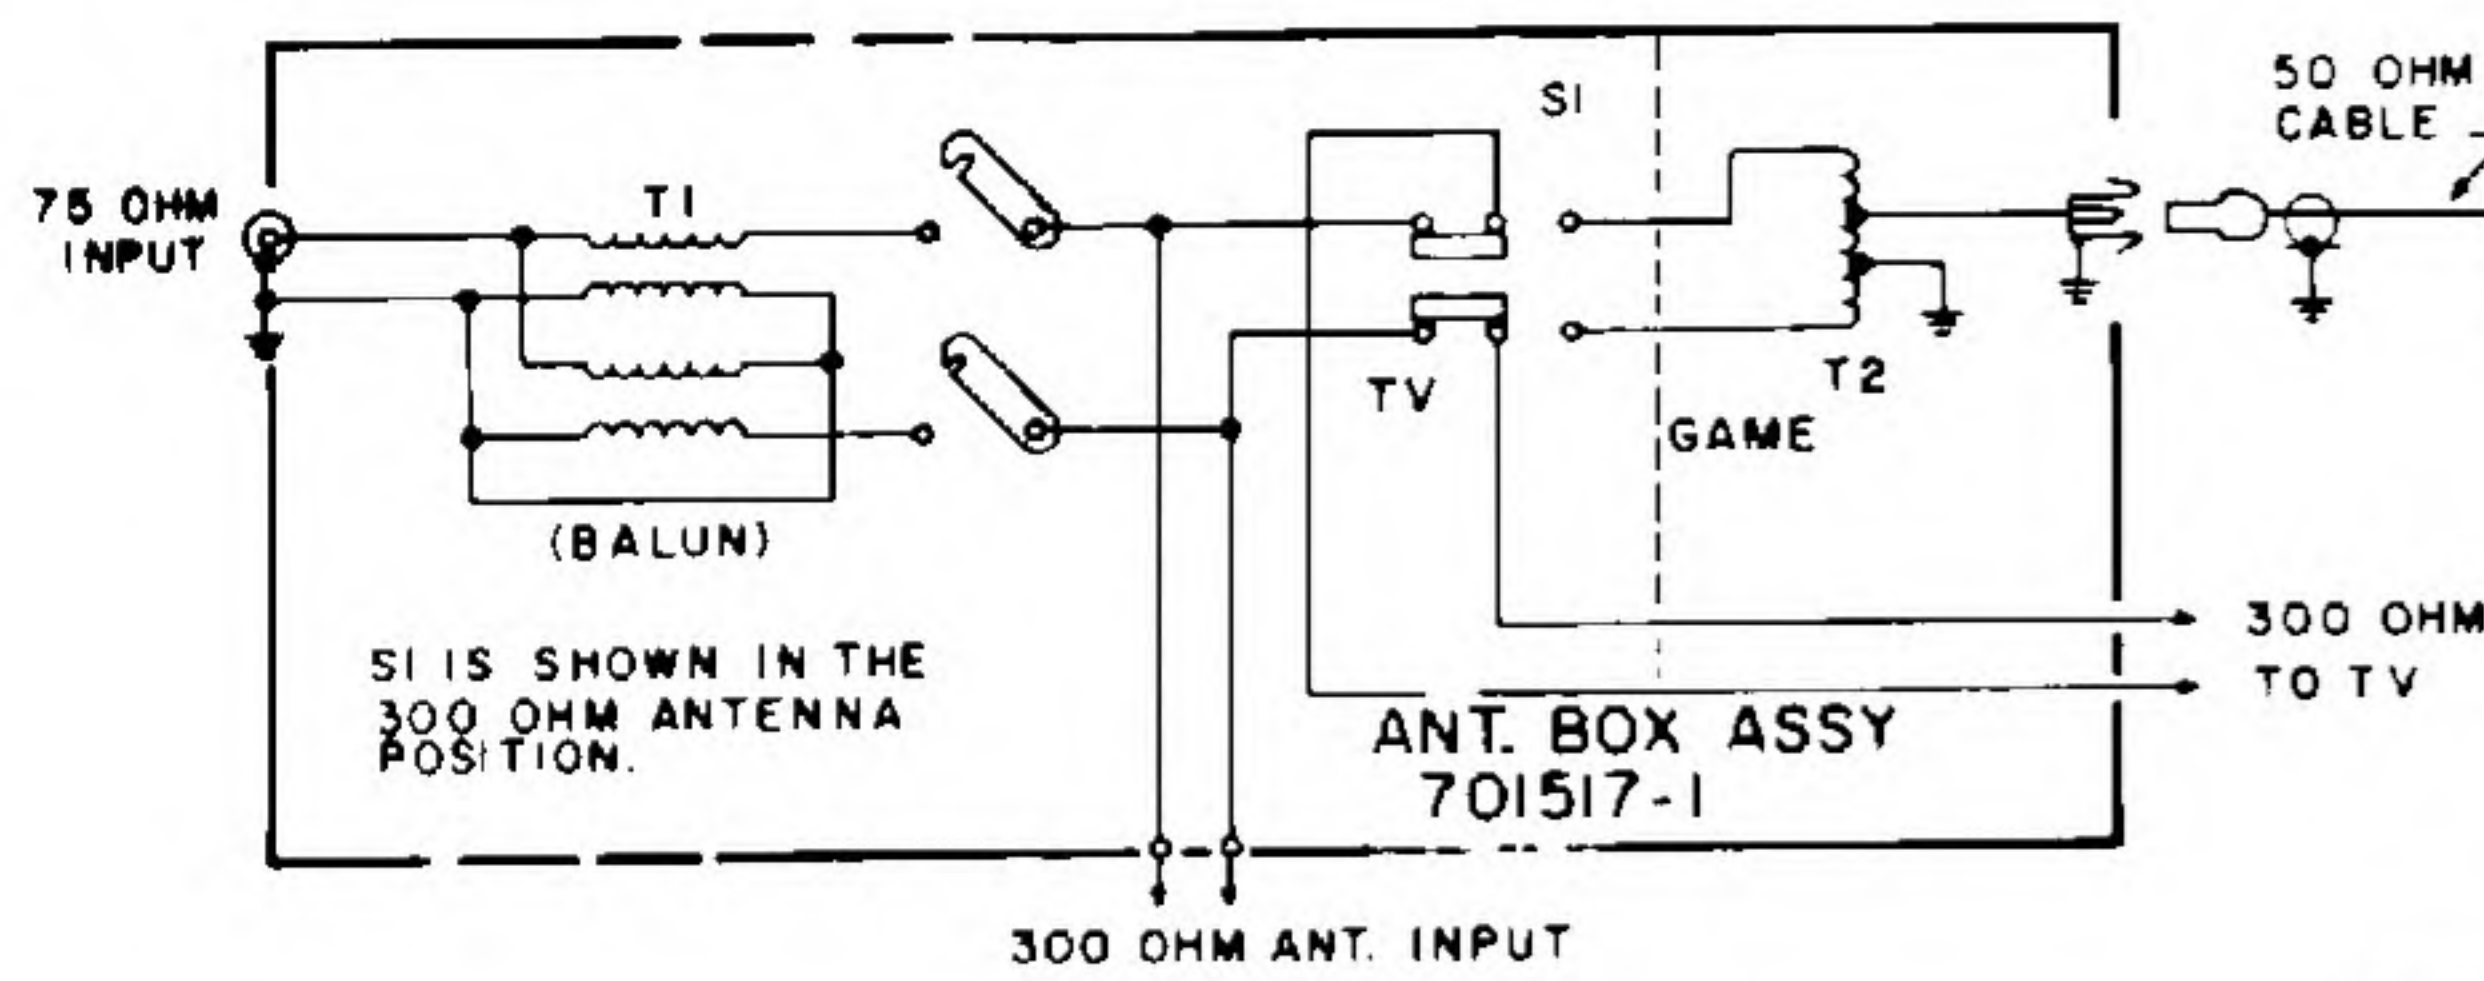 75 OHM
INPUT
T1
S1
50 OHM
CABLE
TV
GAME
T2
(BALUN)
S1 IS SHOWN IN THE
300 OHM ANTENNA
POSITION.
ANT. BOX ASSY
701517-1
300 OHM
TO TV
300 OHM ANT. INPUT